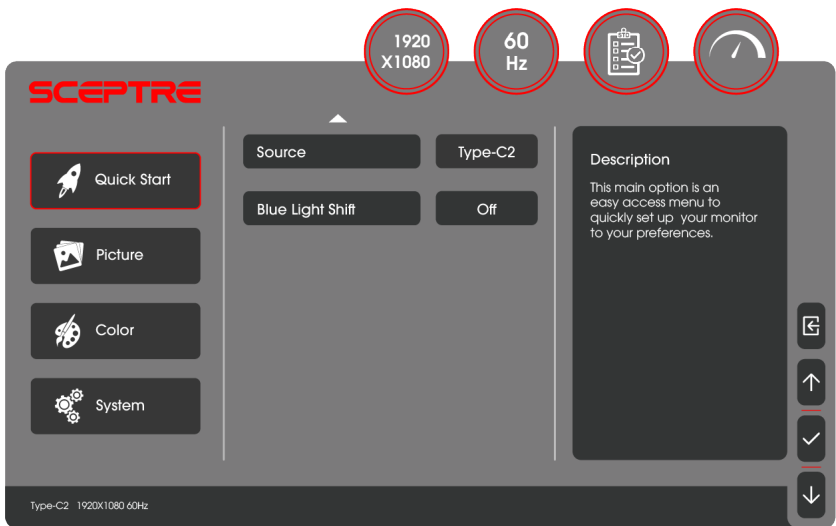 1920
X1080
60
Hz
SCEPTRE
Quick Start
Picture
Color
System
Source
Type-C2
Blue Light Shift
Off
Description
This main option is an
easy access menu to
quickly set up your monitor
to your preferences.
Type-C2 1920X1080 60Hz